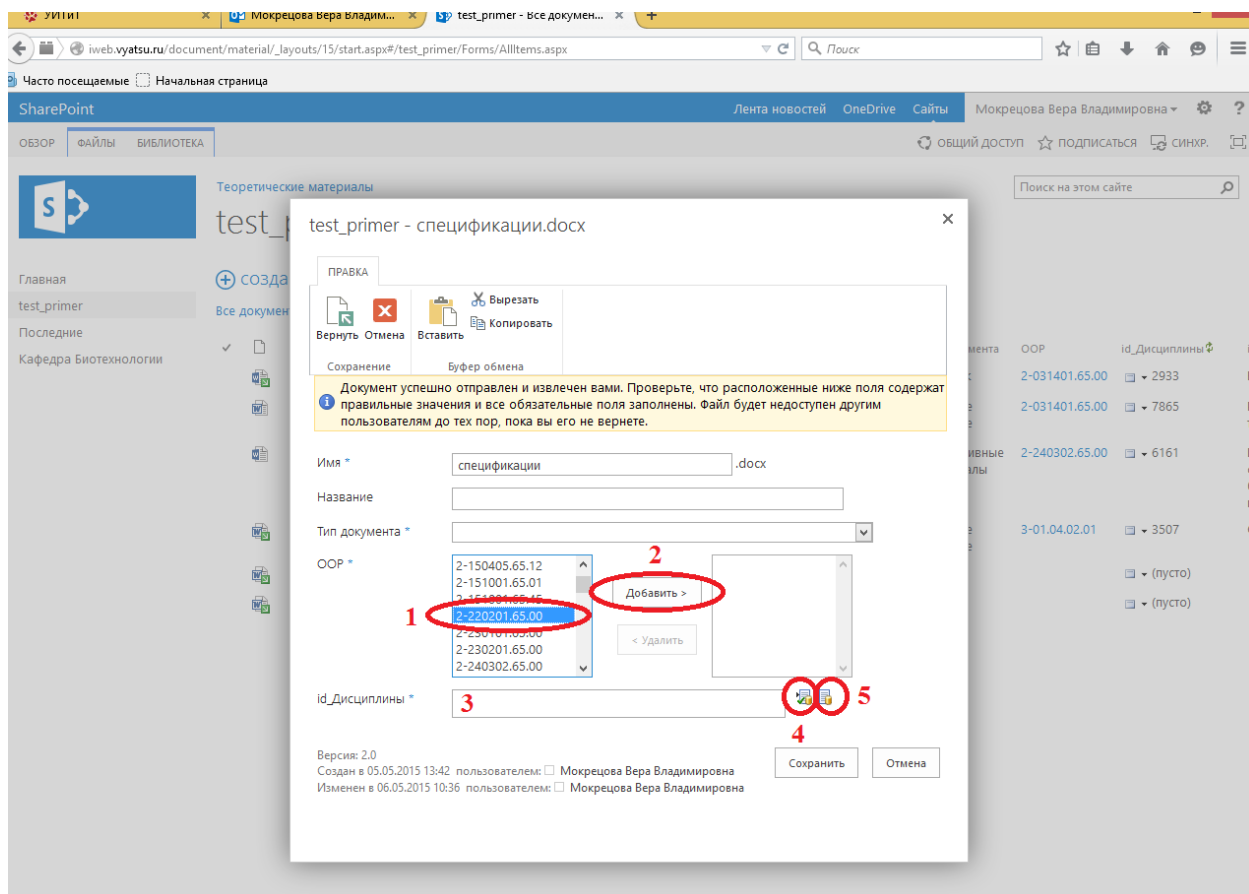 УИТиТ
Мокрецова Вера Владим...
test_primer - Все докумен...
iweb.vyatsu.ru/document/material/_layouts/15/start.aspx#/test_primer/Forms/AllItems.aspx
Поиск
Часто посещаемые
Начальная страница
SharePoint
Лента новостей OneDrive Сайты
Мокрецова Вера Владимировна
?
ОБЗОР ФАЙЛЫ БИБЛИОТЕКА
ОБЩИЙ ДОСТУП ПОДПИСАТЬСЯ СИНХР.
S
Теоретические материалы
Поиск на этом сайте
test_p
Главная
test_primer
Последние
Кафедра Биотехнологии
созда
Все докумен
test_primer - спецификации.docx
ПРАВКА
Вернуть Отмена
Сохранение
Вставить
Вырезать
Копировать
Буфер обмена
Документ успешно отправлен и извлечен вами. Проверьте, что расположенные ниже поля содержат
правильные значения и все обязательные поля заполнены. Файл будет недоступен другим
пользователям до тех пор, пока вы его не вернете.
Имя *
спецификации .docx
Название
Тип документа *
ООР *
2-150405.65.12
2-151001.65.01
2-151001.65.45
2-220201.65.00
2-230101.65.00
2-230201.65.00
2-240302.65.00
1
2
Добавить >
< Удалить
id_Дисциплины *
3
4
5
Версия: 2.0
Создан в 05.05.2015 13:42 пользователем: Мокрецова Вера Владимировна
Изменен в 06.05.2015 10:36 пользователем: Мокрецова Вера Владимировна
Сохранить Отмена
мента ООР id_Дисциплины
2-031401.65.00 2933
2-031401.65.00 7865
ивные 2-240302.65.00 6161
алы
3-01.04.02.01 3507
(пусто)
(пусто)